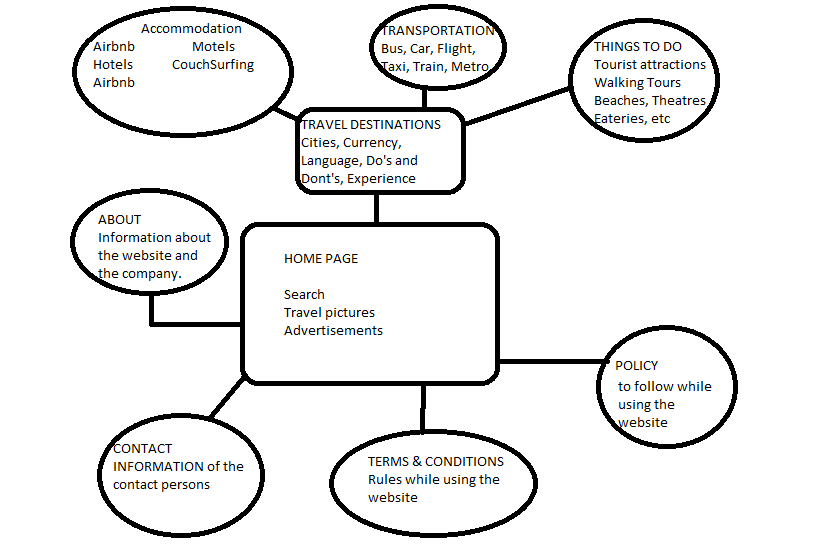 Accommodation
Airbnb Motels
Hotels CouchSurfing
Airbnb
TRANSPORTATION
Bus, Car, Flight,
Taxi, Train, Metro
THINGS TO DO
Tourist attractions
Walking Tours
Beaches, Theatres
Eateries, etc
TRAVEL DESTINATIONS
Cities, Currency,
Language, Do's and
Dont's, Experience
ABOUT
Information about
the website and
the company.
HOME PAGE
Search
Travel pictures
Advertisements
POLICY
to follow while
using the
website
CONTACT
INFORMATION of the
contact persons
TERMS & CONDITIONS
Rules while using the
website